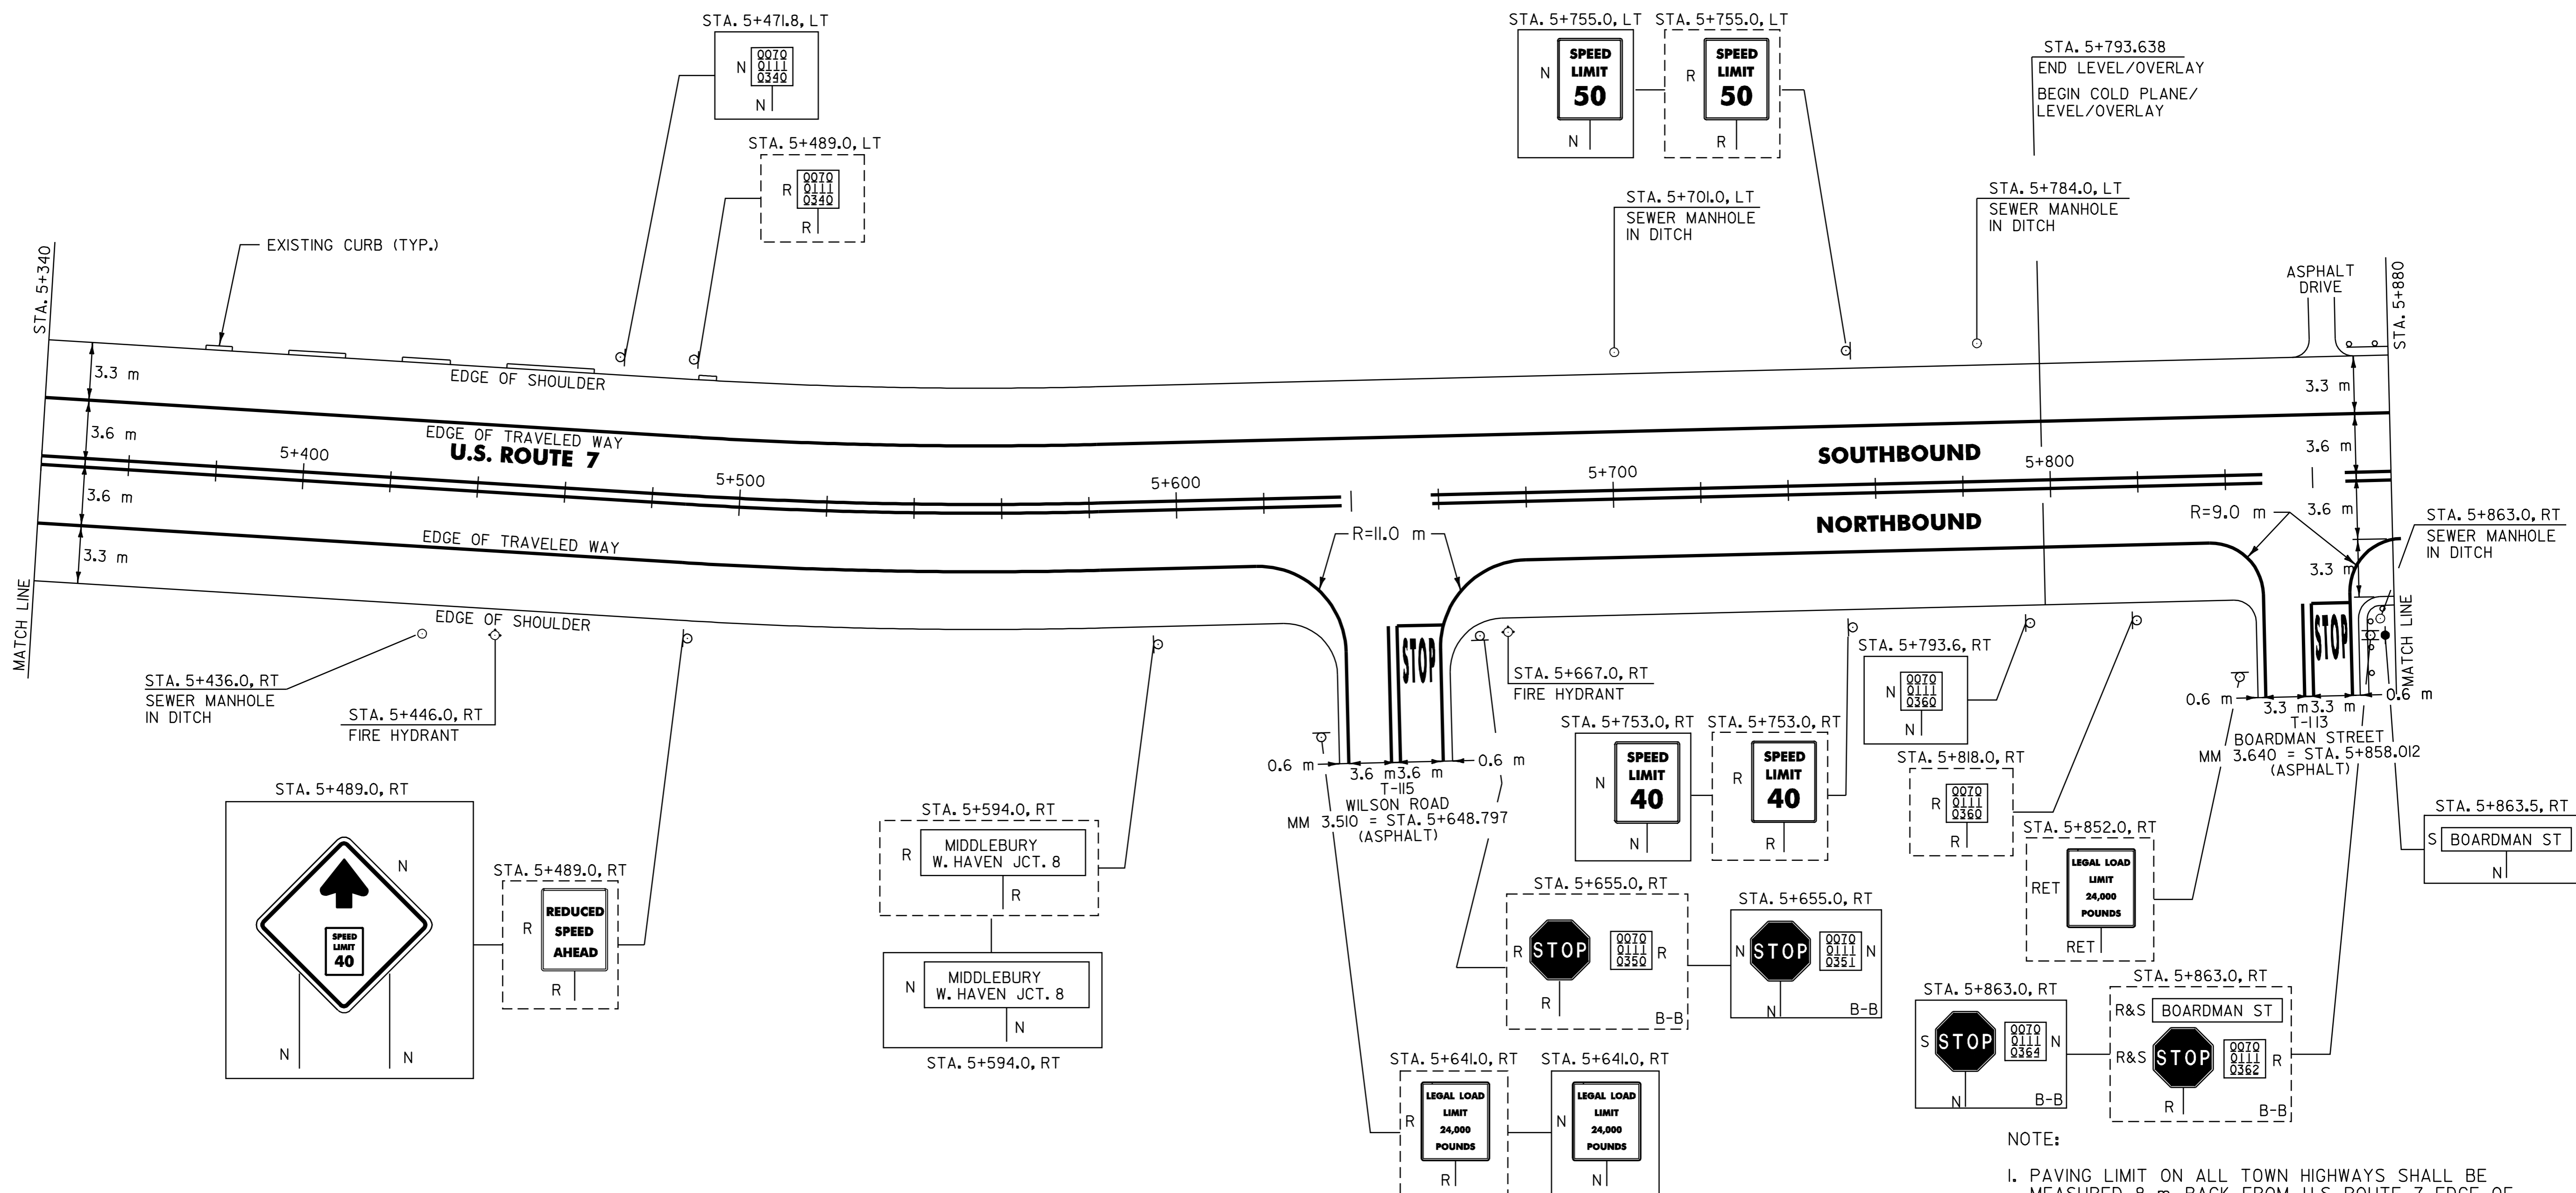 STA. 5+471.8, LT
N
0070
0111
0340
N
STA. 5+489.0, LT
R
0070
0111
0340
R
STA. 5+755.0, LT
N
SPEED
LIMIT
50
N
STA. 5+755.0, LT
R
SPEED
LIMIT
50
R
STA. 5+793.638
END LEVEL/OVERLAY
BEGIN COLD PLANE/
LEVEL/OVERLAY
STA. 5+701.0, LT
SEWER MANHOLE
IN DITCH
STA. 5+784.0, LT
SEWER MANHOLE
IN DITCH
EXISTING CURB (TYP.)
STA. 5+340
ASPHALT
DRIVE
STA. 5+880
3.3 m
EDGE OF SHOULDER
3.3 m
3.6 m
EDGE OF TRAVELED WAY
U.S. ROUTE 7
SOUTHBOUND
3.6 m
5+400
5+500
5+600
5+700
5+800
3.6 m
EDGE OF TRAVELED WAY
NORTHBOUND
R=11.0 m
R=9.0 m
3.6 m
3.3 m
3.3 m
EDGE OF SHOULDER
MATCH LINE
MATCH LINE
STA. 5+863.0, RT
SEWER MANHOLE
IN DITCH
STOP
STOP
STA. 5+436.0, RT
SEWER MANHOLE
IN DITCH
STA. 5+446.0, RT
FIRE HYDRANT
STA. 5+667.0, RT
FIRE HYDRANT
0.6 m
3.6 m
3.6 m
0.6 m
T-115
WILSON ROAD
MM 3.510 = STA. 5+648.797
(ASPHALT)
0.6 m
3.3 m
3.3 m
0.6 m
T-113
BOARDMAN STREET
MM 3.640 = STA. 5+858.012
(ASPHALT)
STA. 5+489.0, RT
N
SPEED
LIMIT
40
N
N
STA. 5+489.0, RT
R
REDUCED
SPEED
AHEAD
R
STA. 5+594.0, RT
R
MIDDLEBURY
W. HAVEN JCT. 8
R
N
MIDDLEBURY
W. HAVEN JCT. 8
N
STA. 5+594.0, RT
STA. 5+753.0, RT
N
SPEED
LIMIT
40
N
STA. 5+753.0, RT
R
SPEED
LIMIT
40
R
STA. 5+793.6, RT
N
0070
0111
0360
N
STA. 5+818.0, RT
R
0070
0111
0360
R
STA. 5+852.0, RT
RET
LEGAL LOAD
LIMIT
24,000
POUNDS
RET
STA. 5+863.5, RT
S
BOARDMAN ST
N
STA. 5+655.0, RT
R
STOP
0070
0111
0350
R
R
B-B
STA. 5+655.0, RT
N
STOP
0070
0111
0351
N
N
B-B
STA. 5+863.0, RT
S
STOP
0070
0111
0364
N
N
B-B
STA. 5+863.0, RT
R&S
BOARDMAN ST
R&S
STOP
0070
0111
0362
R
R
B-B
STA. 5+641.0, RT
R
LEGAL LOAD
LIMIT
24,000
POUNDS
R
STA. 5+641.0, RT
N
LEGAL LOAD
LIMIT
24,000
POUNDS
N
NOTE:
1. PAVING LIMIT ON ALL TOWN HIGHWAYS SHALL BE
MEASURED 8 m BACK FROM U.S ROUTE 7 EDGE OF